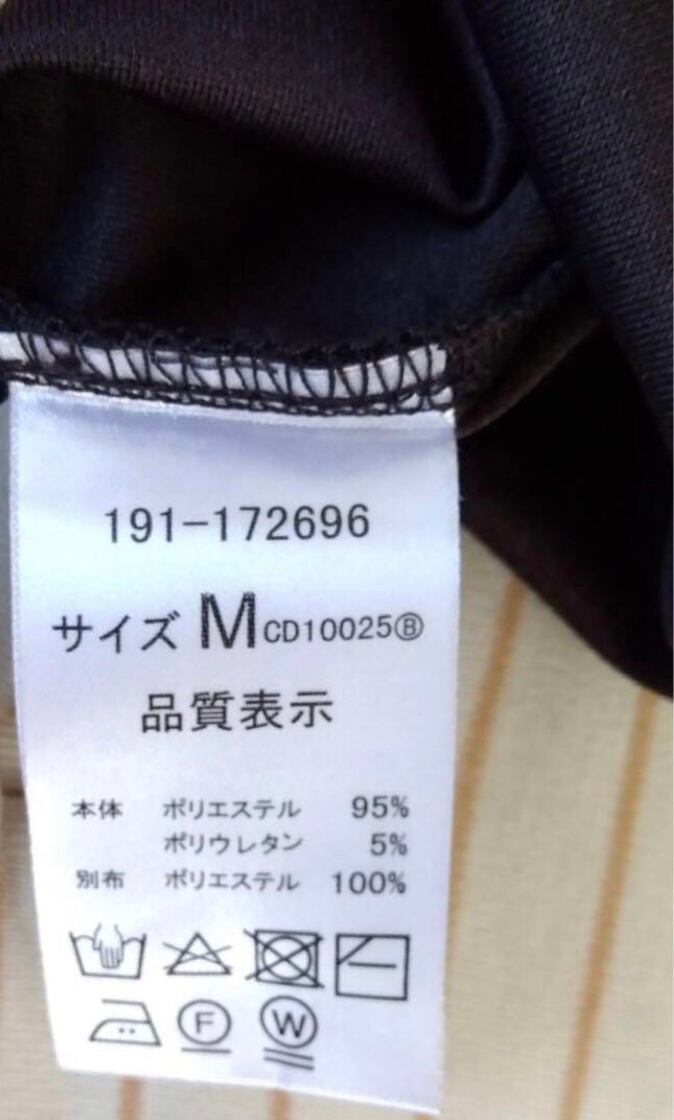 191-172696
サイズ M CD10025Ⓑ
品質表示
本体 ポリエステル 95%
ポリウレタン 5%
別布 ポリエステル 100%
F W